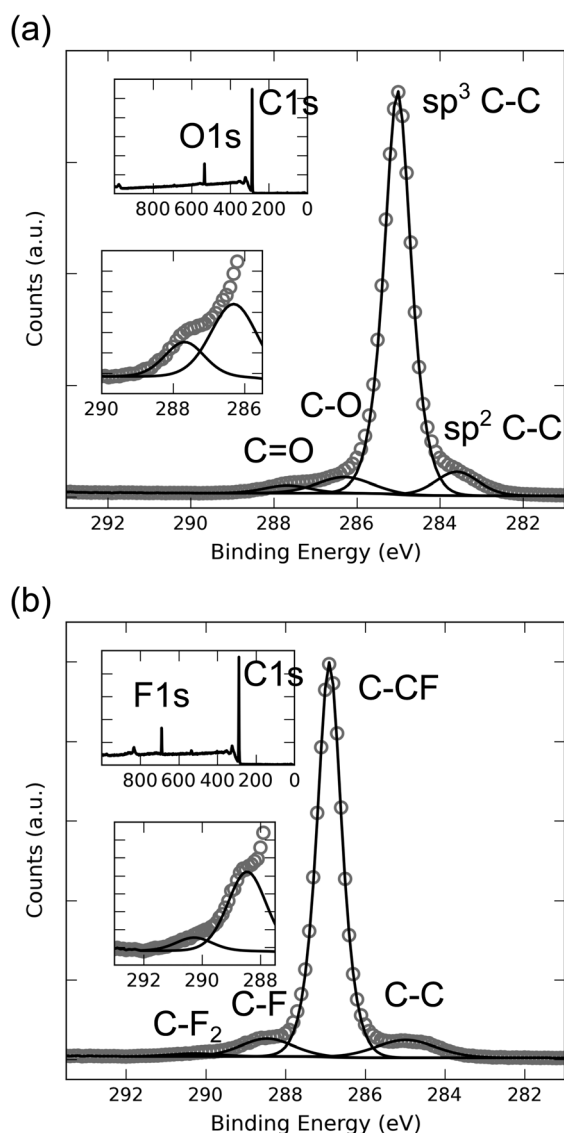 (a)
C1s
O1s
sp³ C-C
800 600 400 200 0
290 288 286
C-O
C=O
sp² C-C
Counts (a.u.)
292 290 288 286 284 282
Binding Energy (eV)
(b)
C1s
F1s
C-CF
800 600 400 200 0
292 290 288
C-F
C-C
C-F₂
Counts (a.u.)
292 290 288 286 284 282
Binding Energy (eV)